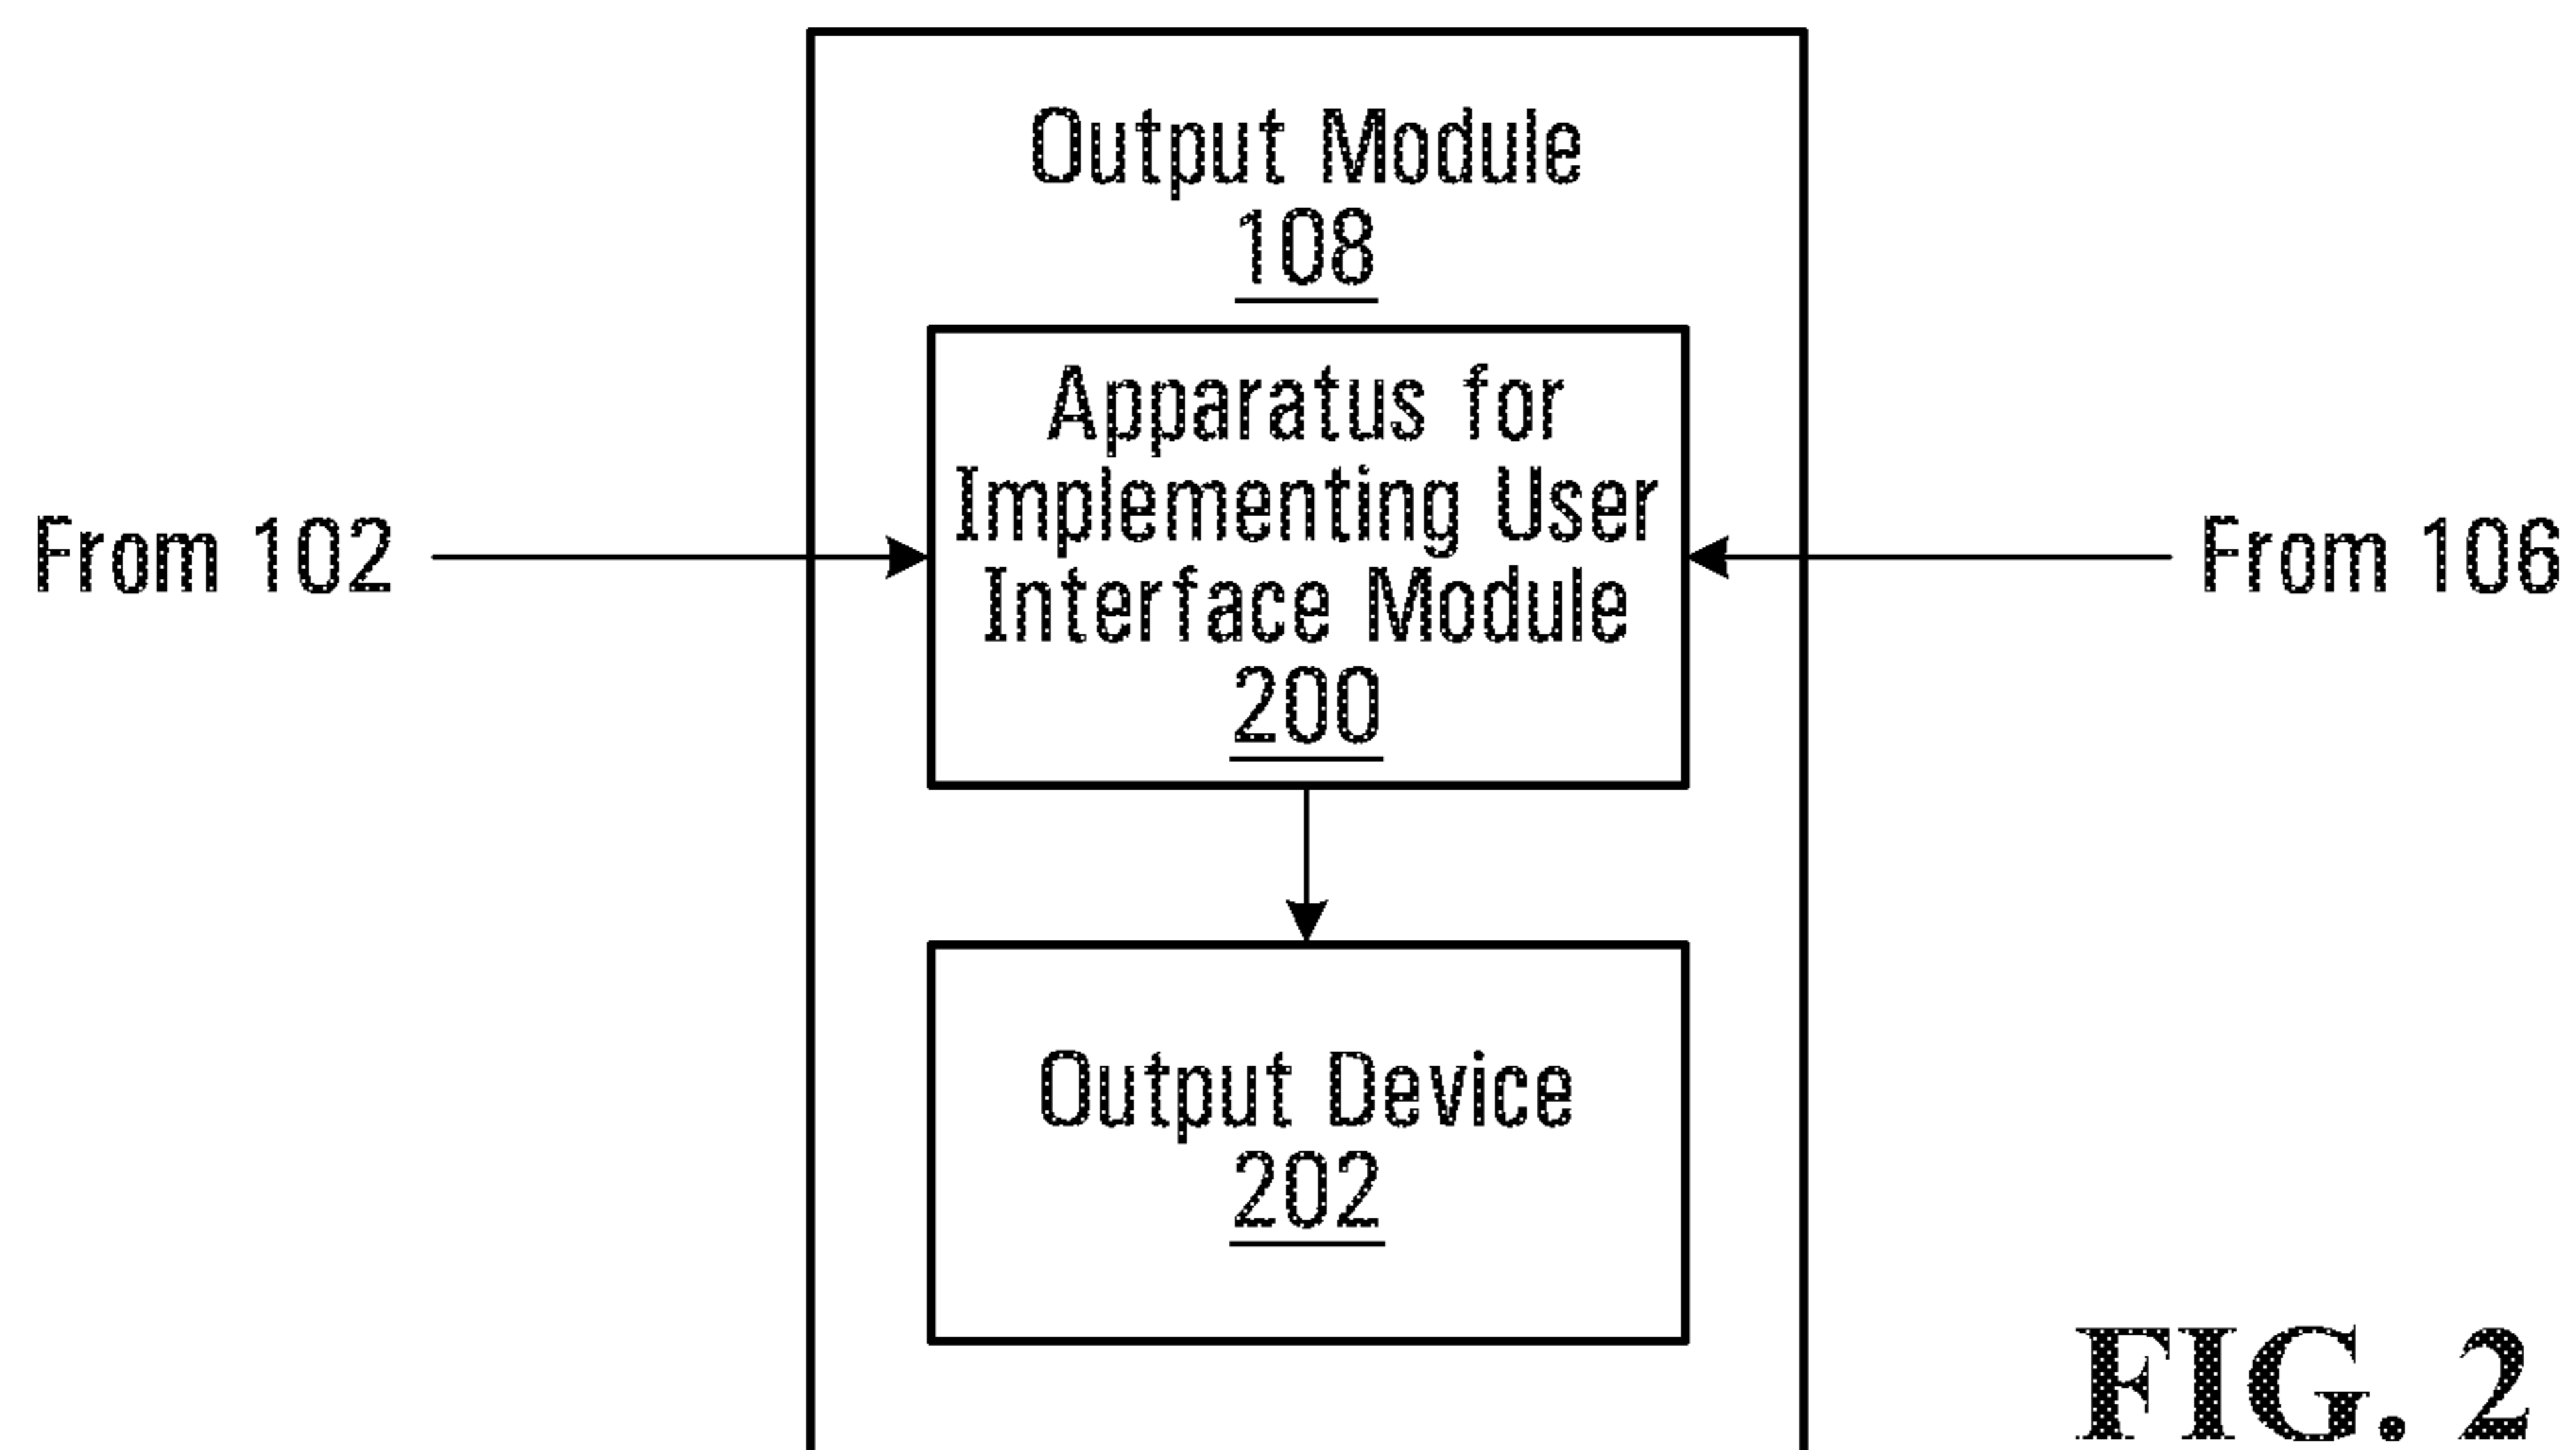 Output Module
108
Apparatus for
Implementing User
Interface Module
200
From 102
From 106
Output Device
202
FIG. 2